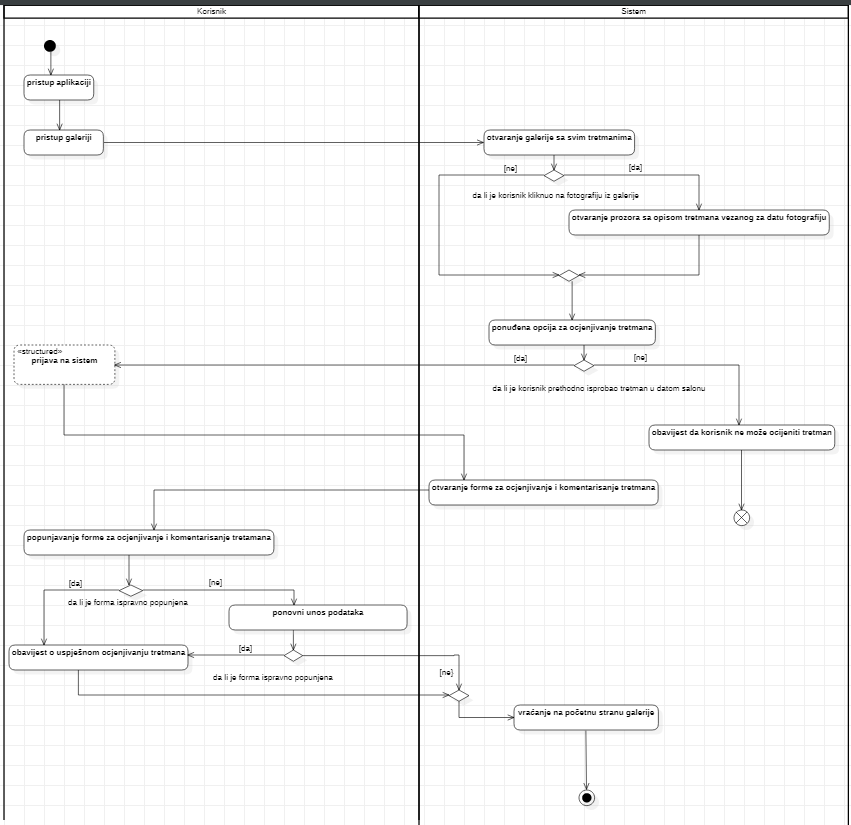 Korisnik
Sistem
pristup aplikaciji
pristup galeriji
otvaranje galerije sa svim tretmanima
[ne]
[da]
da li je korisnik kliknuo na fotografiju iz galerije
otvaranje prozora sa opisom tretmana vezanog za datu fotografiju
ponuđena opcija za ocjenjivanje tretmana
«structured»
prijava na sistem
[da]
[ne]
da li je korisnik prethodno isprobao tretman u datom salonu
obavijest da korisnik ne može ocijeniti tretman
otvaranje forme za ocjenjivanje i komentarisanje tretmana
popunjavanje forme za ocjenjivanje i komentarisanje tretamana
[da]
[ne]
da li je forma ispravno popunjena
ponovni unos podataka
obavijest o uspješnom ocjenjivanju tretmana
[da]
[ne]
da li je forma ispravno popunjena
vraćanje na početnu stranu galerije